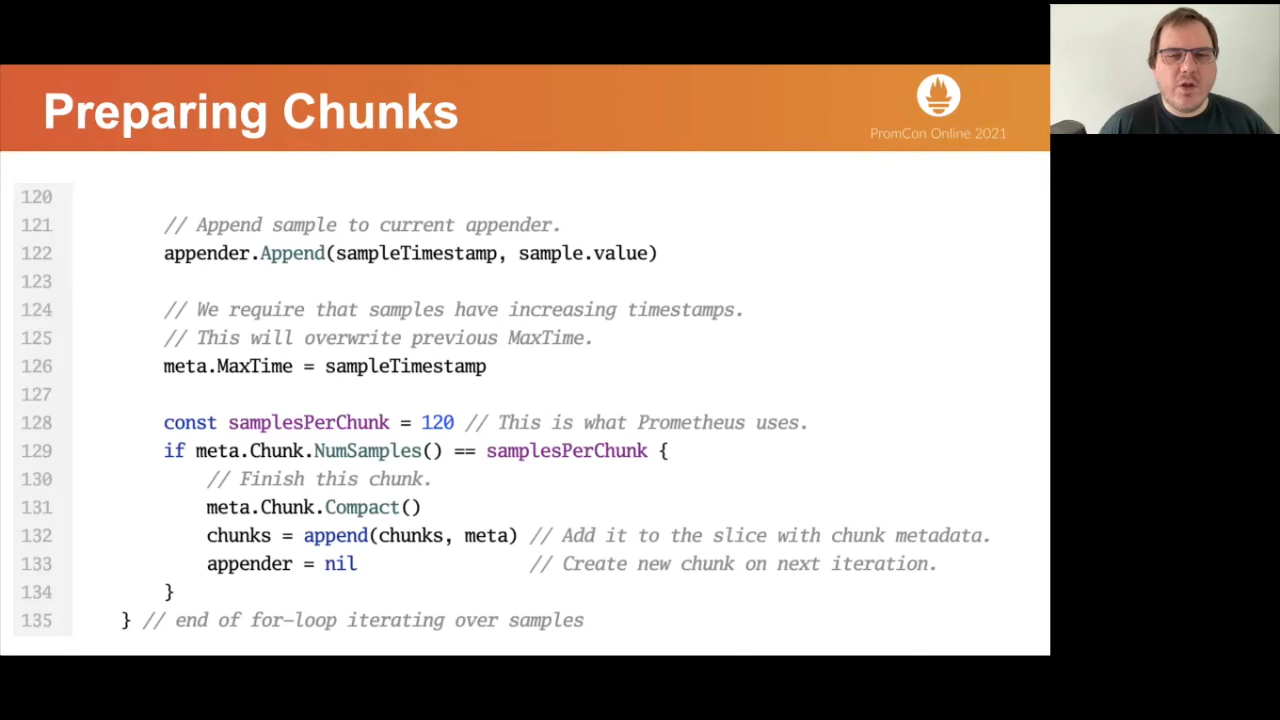 Preparing Chunks
PromCon Online 2021
120
121 // Append sample to current appender.
122 appender.Append(sampleTimestamp, sample.value)
123
124 // We require that samples have increasing timestamps.
125 // This will overwrite previous MaxTime.
126 meta.MaxTime = sampleTimestamp
127
128 const samplesPerChunk = 120 // This is what Prometheus uses.
129 if meta.Chunk.NumSamples() == samplesPerChunk {
130 // Finish this chunk.
131 meta.Chunk.Compact()
132 chunks = append(chunks, meta) // Add it to the slice with chunk metadata.
133 appender = nil // Create new chunk on next iteration.
134 }
135 } // end of for-loop iterating over samples